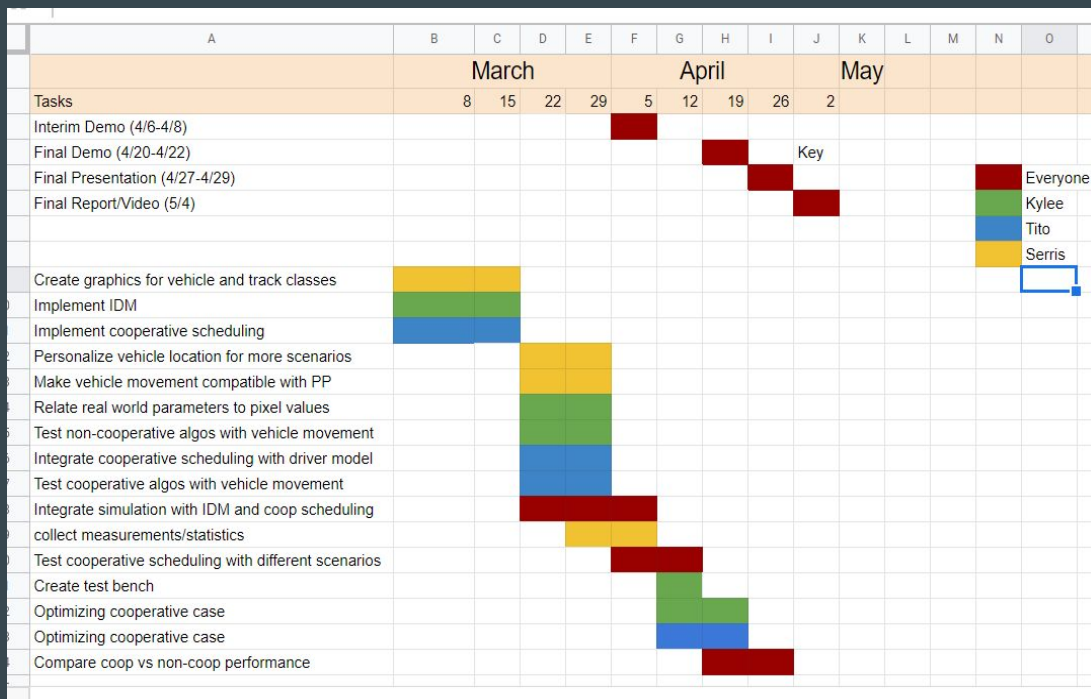 A B C D E F G H I J K L M N O
March April May
Tasks 8 15 22 29 5 12 19 26 2
Interim Demo (4/6-4/8)
Final Demo (4/20-4/22) Key
Final Presentation (4/27-4/29) Everyone
Final Report/Video (5/4) Kylee
Tito
Serris
Create graphics for vehicle and track classes
Implement IDM
Implement cooperative scheduling
Personalize vehicle location for more scenarios
Make vehicle movement compatible with PP
Relate real world parameters to pixel values
Test non-cooperative algos with vehicle movement
Integrate cooperative scheduling with driver model
Test cooperative algos with vehicle movement
Integrate simulation with IDM and coop scheduling
collect measurements/statistics
Test cooperative scheduling with different scenarios
Create test bench
Optimizing cooperative case
Optimizing cooperative case
Compare coop vs non-coop performance